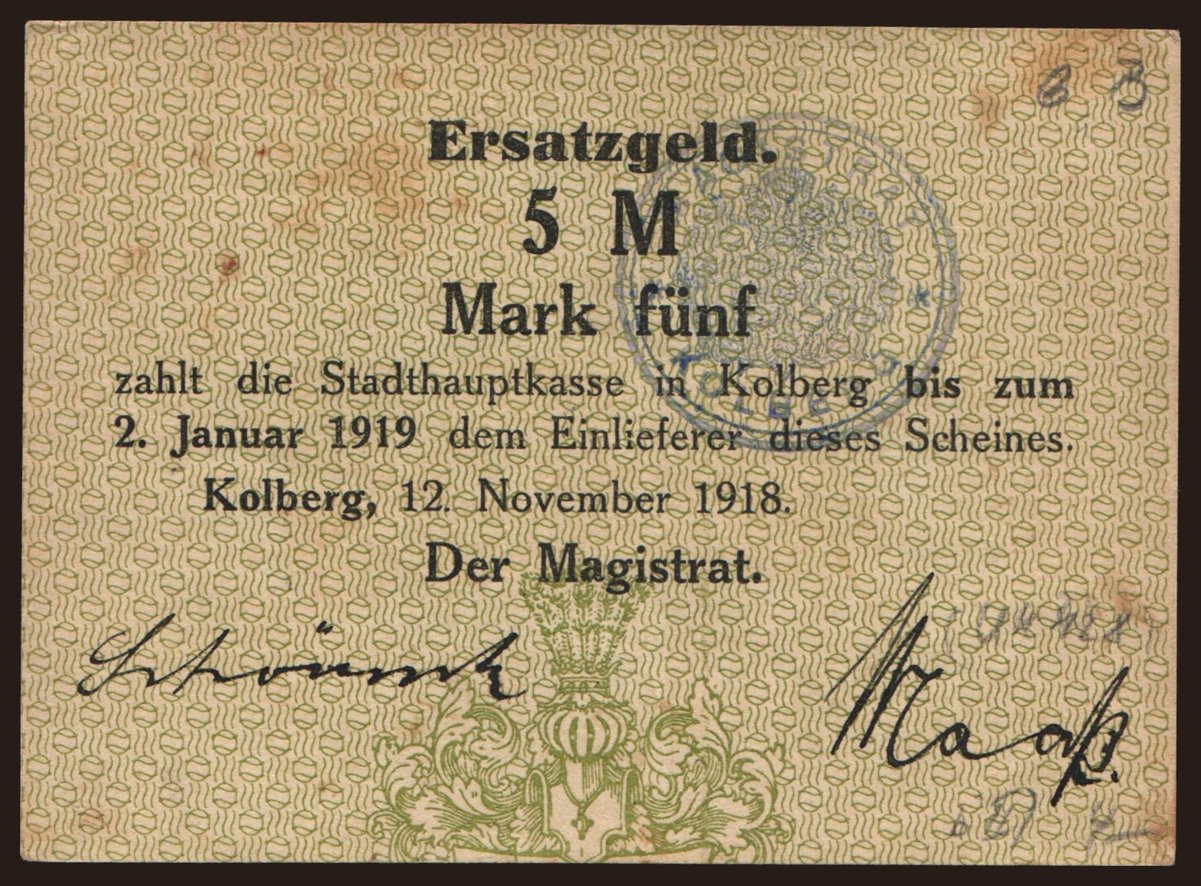 Ersatzgeld.
5 M
Mark fünf
zahlt die Stadthauptkasse in Kolberg bis zum
2. Januar 1919 dem Einlieferer dieses Scheines.
Kolberg, 12. November 1918.
Der Magistrat.
Maaß.